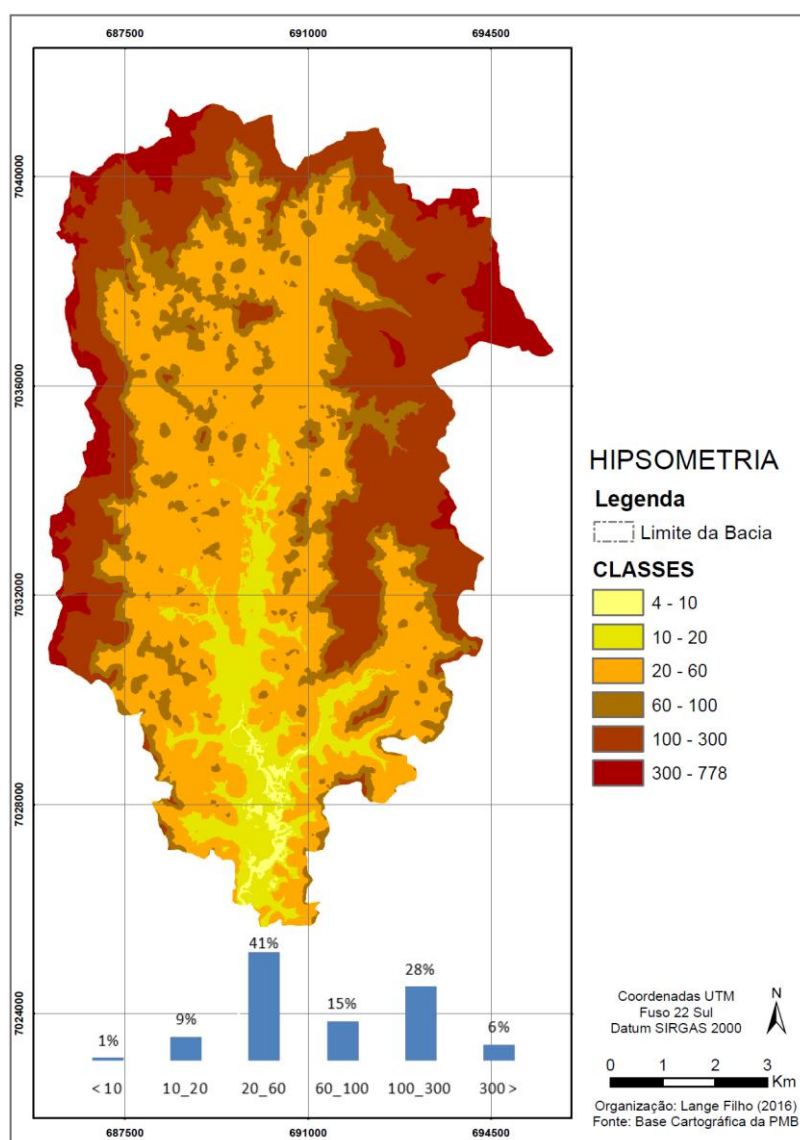 687500 691000 694500
7040000
7036000
7032000
7028000
7024000
HIPSOMETRIA
Legenda
Limite da Bacia
CLASSES
4 - 10
10 - 20
20 - 60
60 - 100
100 - 300
300 - 778
1% 9% 41% 15% 28% 6%
< 10 10_20 20_60 60_100 100_300 300 >
Coordenadas UTM
Fuso 22 Sul
Datum SIRGAS 2000
N
0 1 2 3
Km
Organização: Lange Filho (2016)
Fonte: Base Cartográfica da PMB
687500 691000 694500